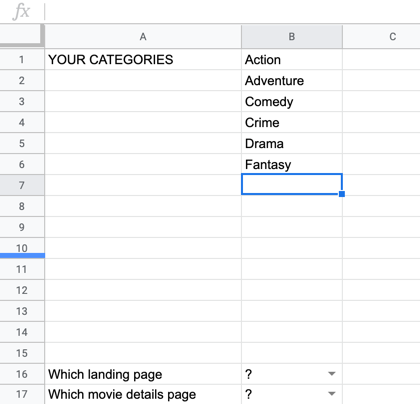 fx
A B C
1 YOUR CATEGORIES Action
2 Adventure
3 Comedy
4 Crime
5 Drama
6 Fantasy
7
8
9
10
11
12
13
14
15
16 Which landing page ?
17 Which movie details page ?